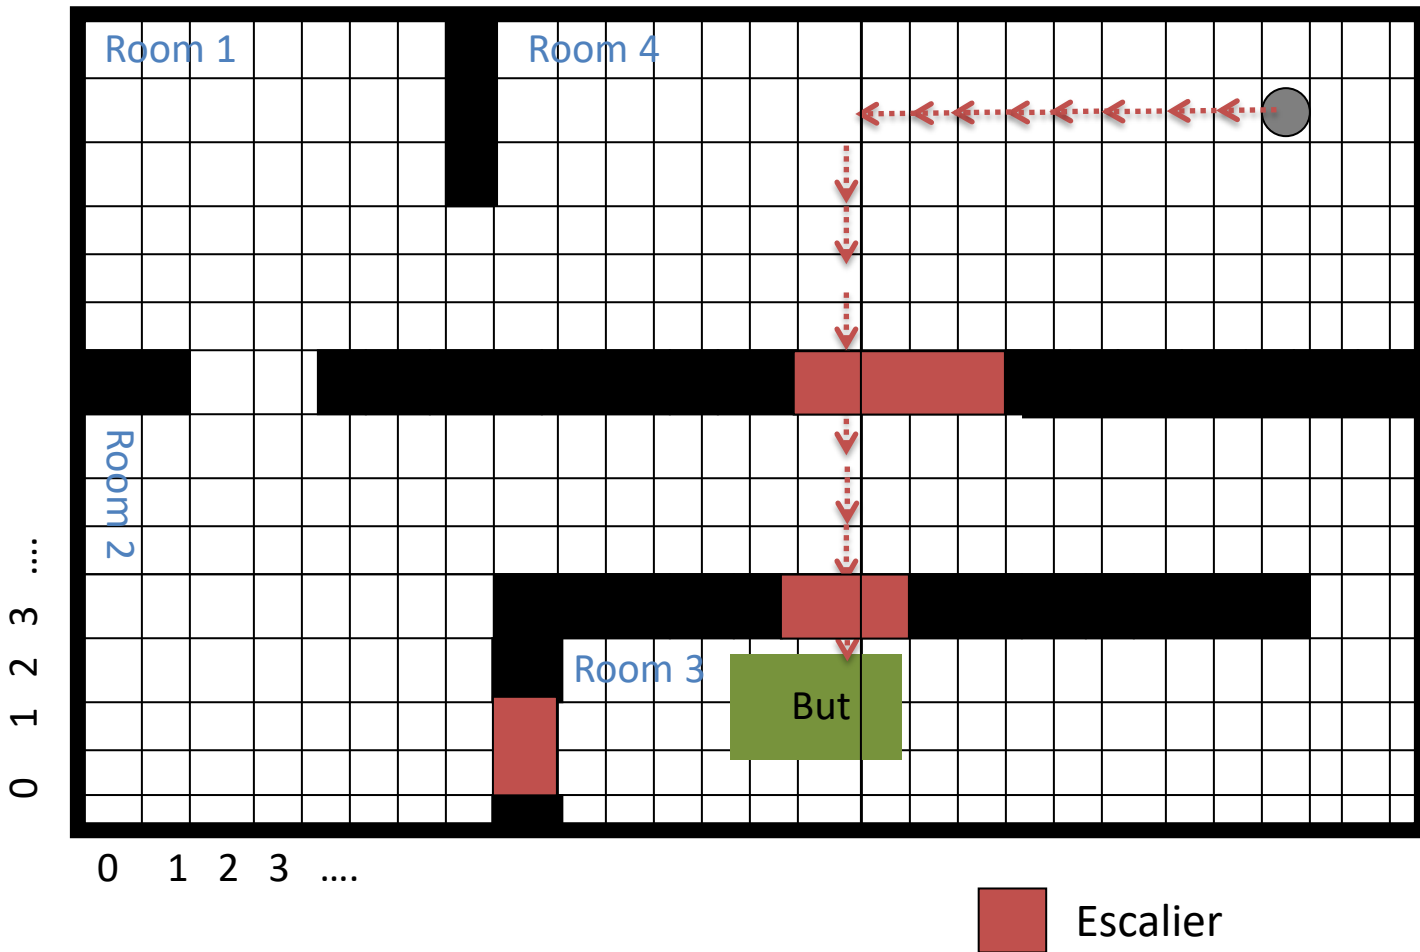 Room 1
Room 4
Room 2
Room 3
But
0 1 2 3 ....
0 1 2 3 ....
Escalier